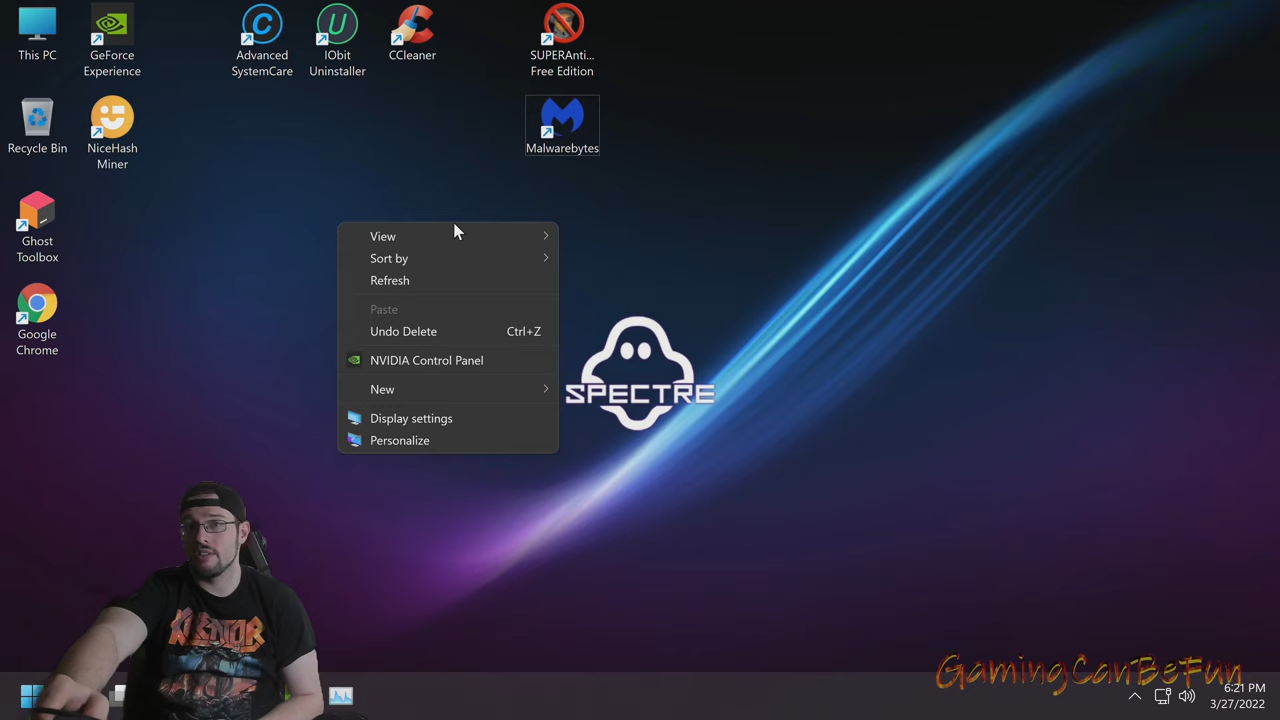 This PC
GeForce
Experience
Advanced
SystemCare
IObit
Uninstaller
CCleaner
SUPERAnti...
Free Edition
Recycle Bin
NiceHash
Miner
Malwarebytes
Ghost
Toolbox
Google
Chrome
View
Sort by
Refresh
Paste
Undo Delete Ctrl+Z
NVIDIA Control Panel
New
Display settings
Personalize
SPECTRE
KREATOR
GamingCanBeFun
6:21 PM
3/27/2022